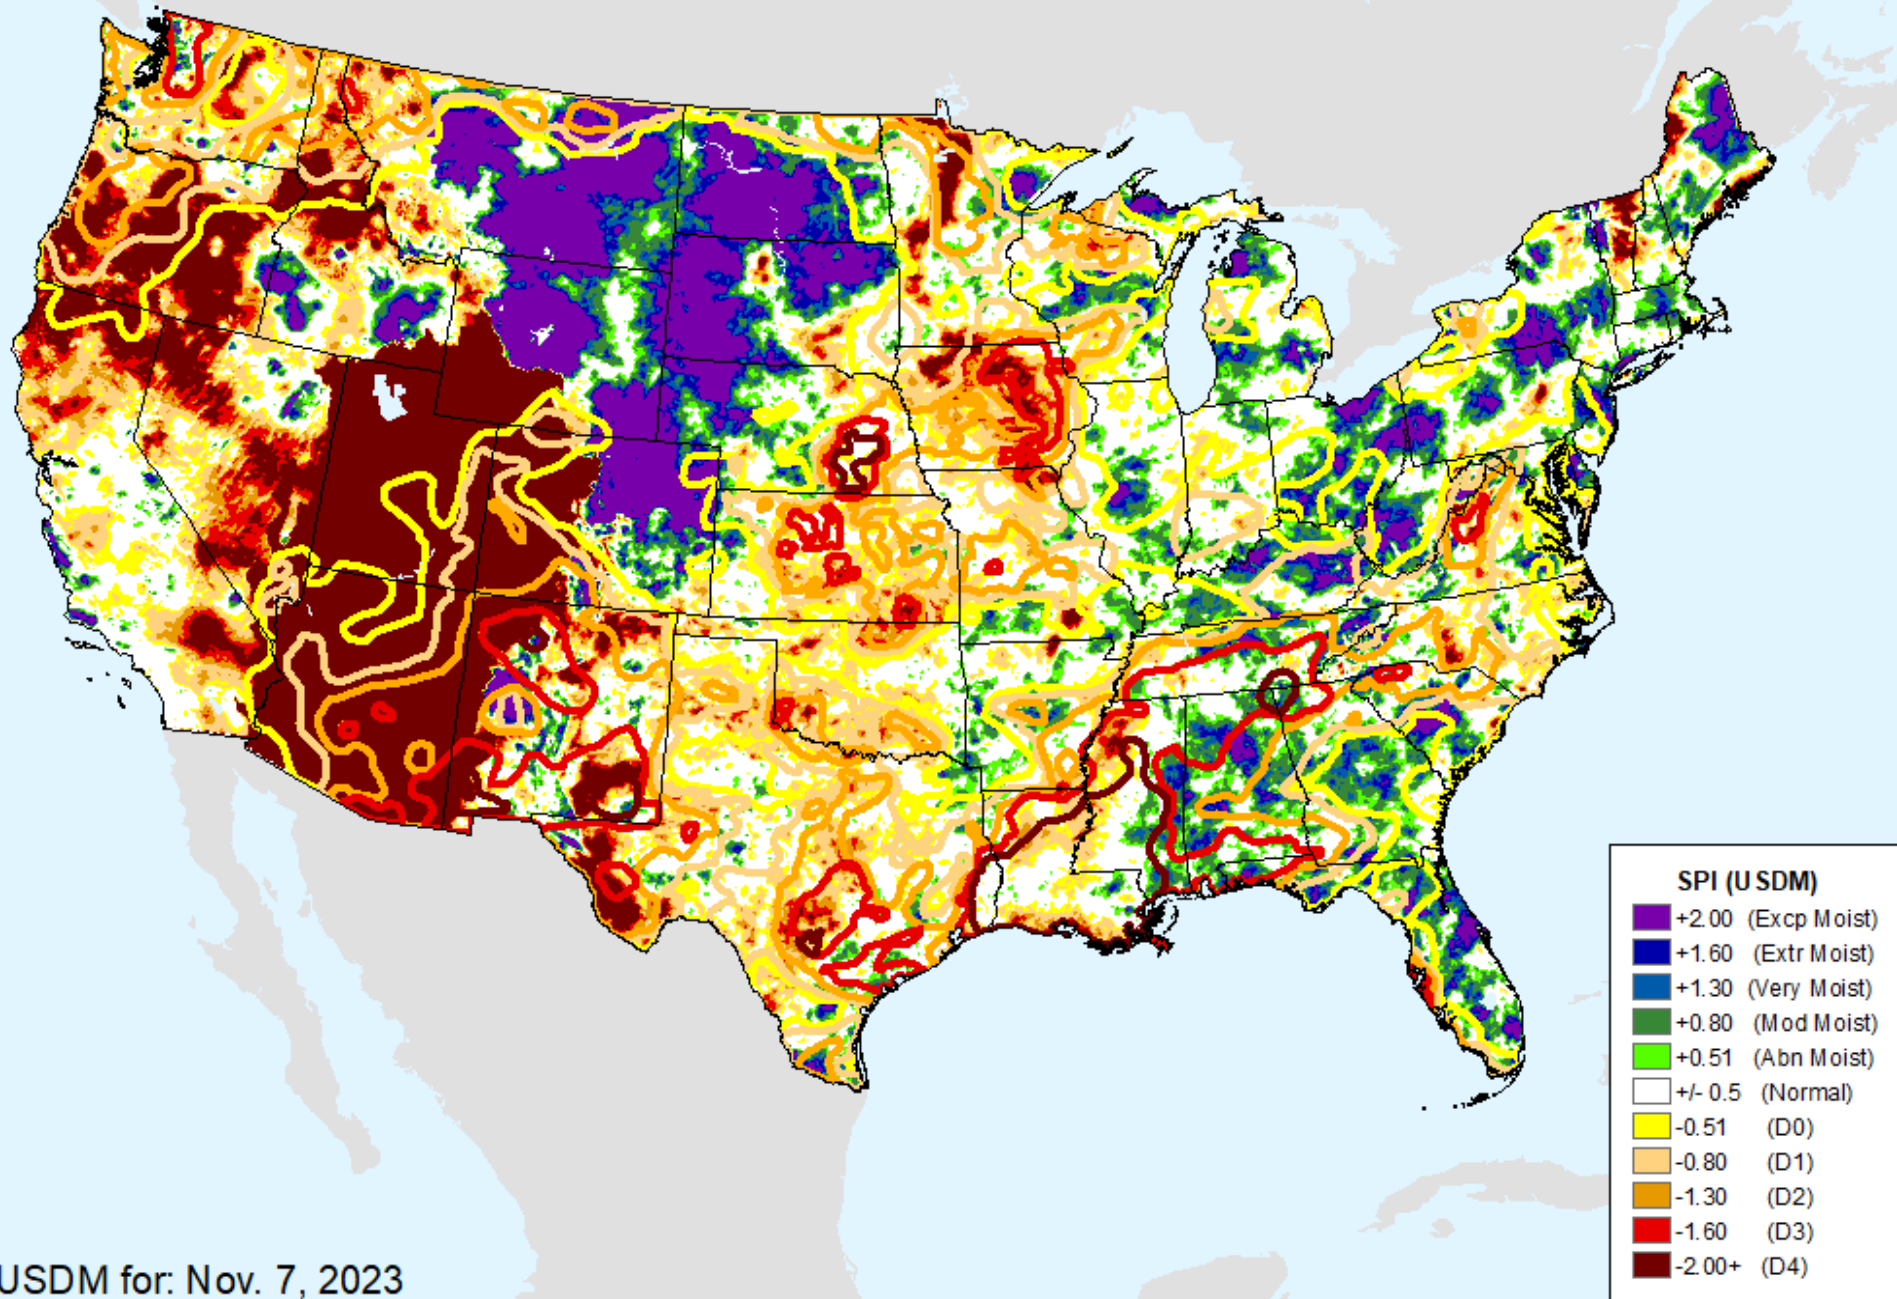 SPI (USDM)
+2.00 (Excp Moist)
+1.60 (Extr Moist)
+1.30 (Very Moist)
+0.80 (Mod Moist)
+0.51 (Abn Moist)
+/- 0.5 (Normal)
-0.51 (D0)
-0.80 (D1)
-1.30 (D2)
-1.60 (D3)
-2.00+ (D4)
USDM for: Nov. 7, 2023